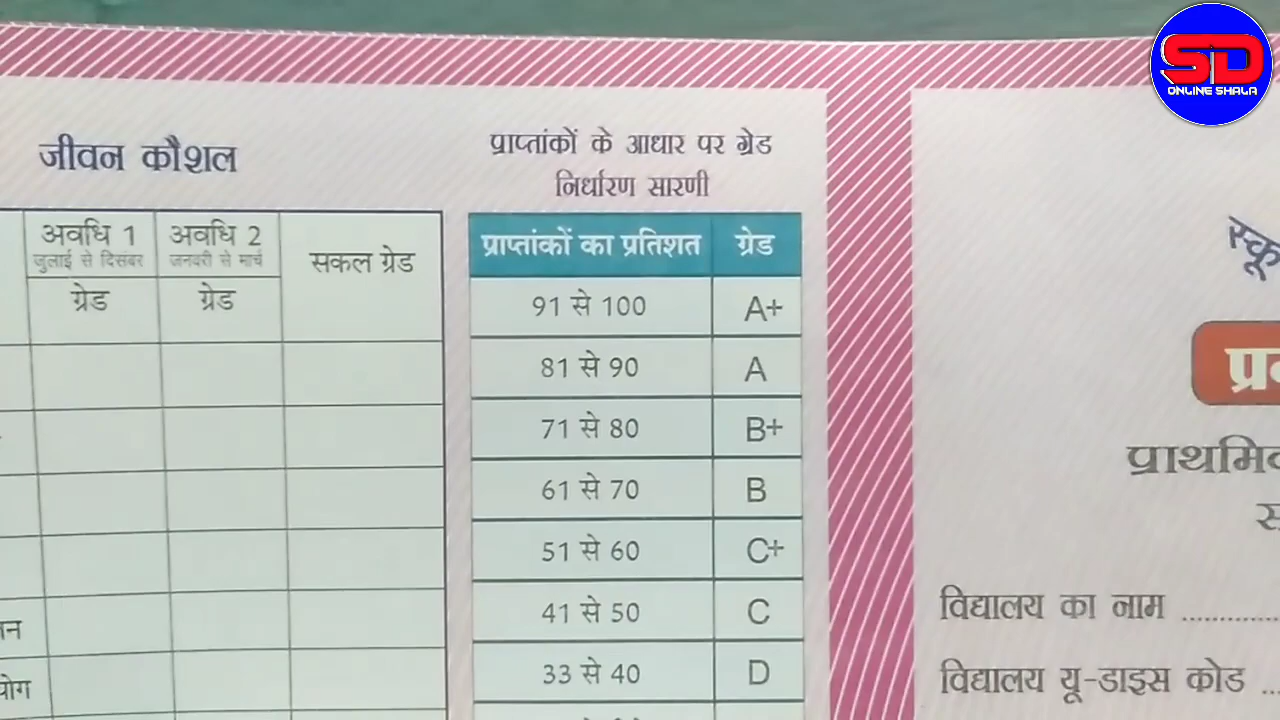 SD
ONLINE SHALA
जीवन कौशल
अवधि 1
जुलाई से दिसंबर
अवधि 2
जनवरी से मार्च
सकल ग्रेड
ग्रेड
ग्रेड
प्राप्तांकों के आधार पर ग्रेड
निर्धारण सारणी
प्राप्तांकों का प्रतिशत ग्रेड
91 से 100 A+
81 से 90 A
71 से 80 B+
61 से 70 B
51 से 60 C+
41 से 50 C
33 से 40 D
विद्यालय का नाम ................
विद्यालय यू-डाइस कोड ..